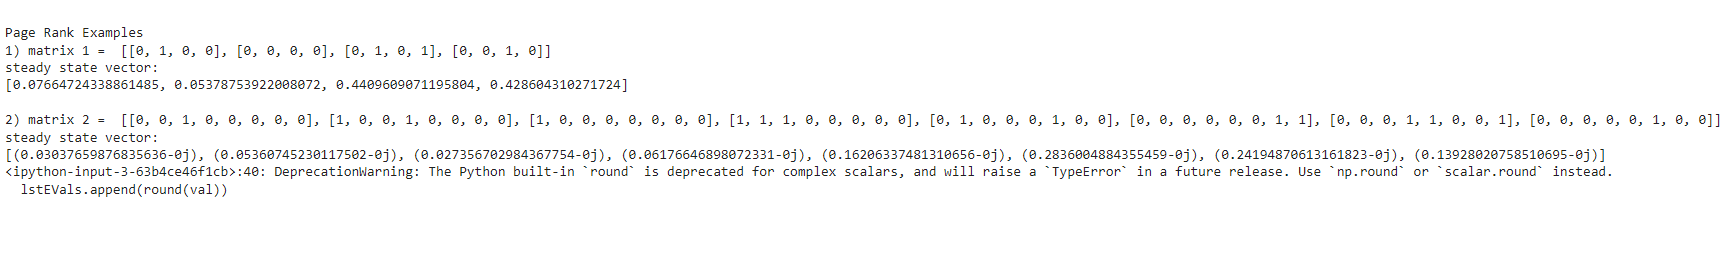 Page Rank Examples
1) matrix 1 =  [[0, 1, 0, 0], [0, 0, 0, 0], [0, 1, 0, 1], [0, 0, 1, 0]]
steady state vector:
[0.07664724338861485, 0.05378753922008072, 0.4409609071195804, 0.428604310271724]
2) matrix 2 =  [[0, 0, 1, 0, 0, 0, 0, 0], [1, 0, 0, 1, 0, 0, 0, 0], [1, 0, 0, 0, 0, 0, 0, 0], [1, 1, 1, 0, 0, 0, 0, 0], [0, 1, 0, 0, 0, 1, 0, 0], [0, 0, 0, 0, 0, 0, 1, 1], [0, 0, 0, 1, 1, 0, 0, 1], [0, 0, 0, 0, 0, 1, 0, 0]]
steady state vector:
[(0.03037659876835636-0j), (0.05360745230117502-0j), (0.027356702984367754-0j), (0.06176646898072331-0j), (0.16206337481310656-0j), (0.2836004884355459-0j), (0.24194870613161823-0j), (0.13928020758510695-0j)]
<ipython-input-3-63b4ce46f1cb>:40: DeprecationWarning: The Python built-in `round` is deprecated for complex scalars, and will raise a `TypeError` in a future release. Use `np.round` or `scalar.round` instead.
  lstEVals.append(round(val))